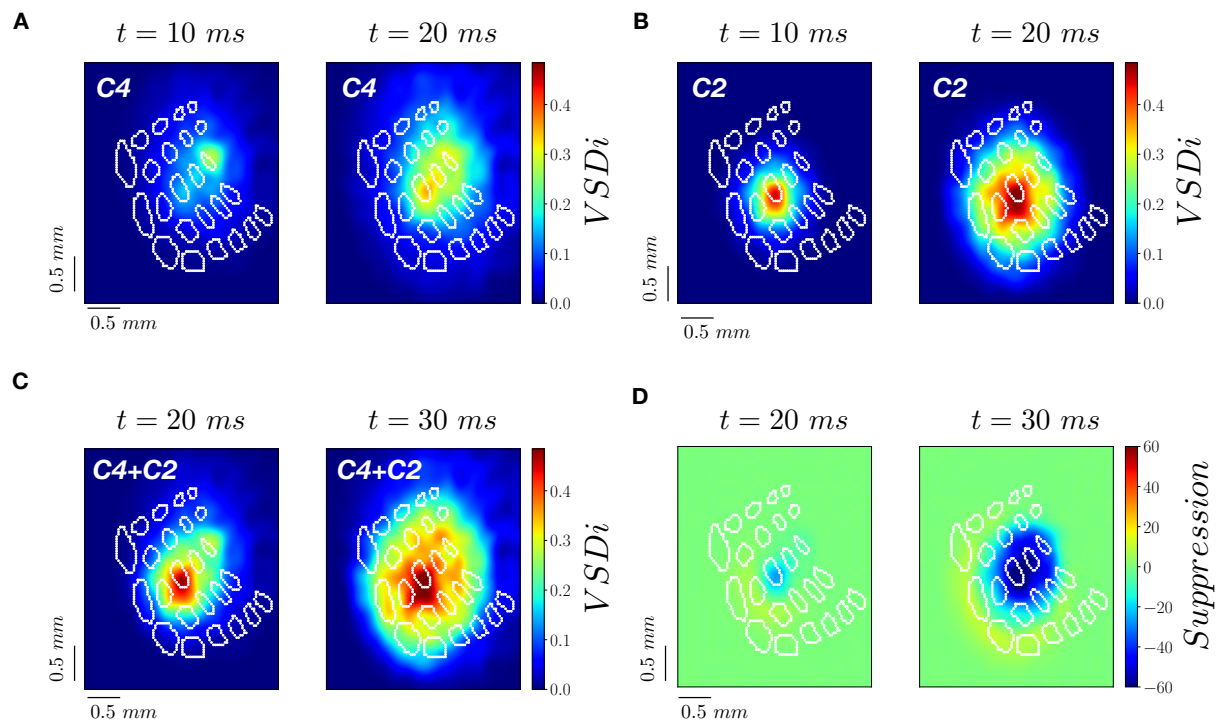 A
t = 10 ms
t = 20 ms
C4
C4
0.4
0.3
0.2
0.1
0.0
VSDi
0.5 mm
0.5 mm
B
t = 10 ms
t = 20 ms
C2
C2
0.4
0.3
0.2
0.1
0.0
VSDi
0.5 mm
0.5 mm
C
t = 20 ms
t = 30 ms
C4+C2
C4+C2
0.4
0.3
0.2
0.1
0.0
VSDi
0.5 mm
0.5 mm
D
t = 20 ms
t = 30 ms
60
40
20
0
−20
−40
−60
Suppression
0.5 mm
0.5 mm